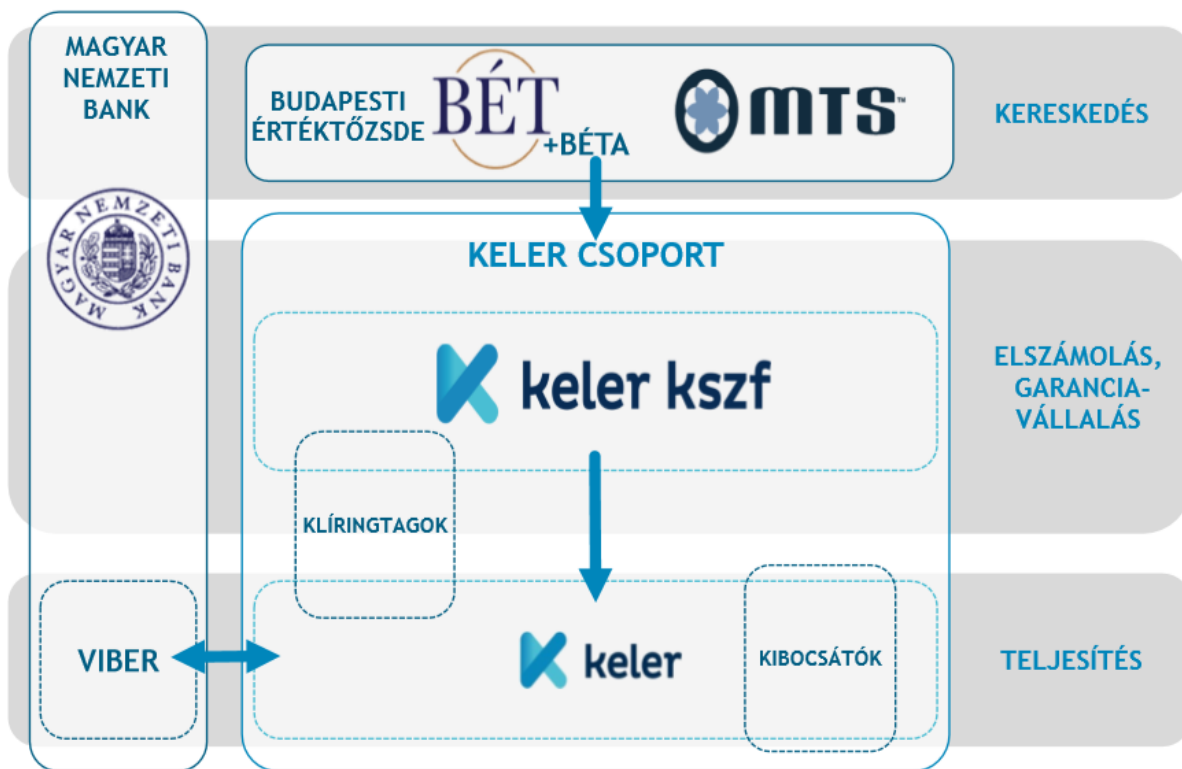 MAGYAR
NEMZETI
BANK
MAGYAR NEMZETI BANK
BUDAPESTI
ÉRTÉKTŐZSDE
BÉT
+BÉTA
MTS™
KERESKEDÉS
KELER CSOPORT
keler kszf
ELSZÁMOLÁS,
GARANCIA-
VÁLLALÁS
KLÍRINGTAGOK
VIBER
keler
KIBOCSÁTÓK
TELJESÍTÉS